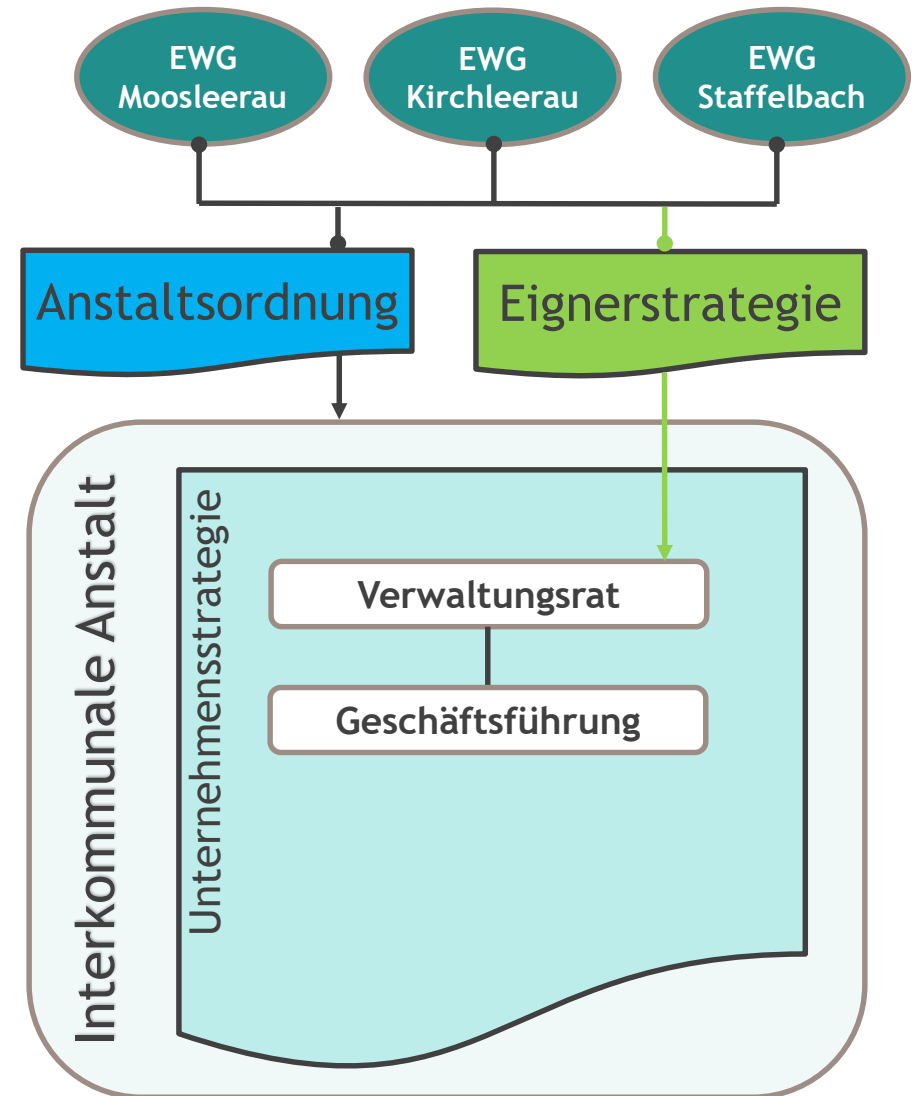 EWG
Moosleerau
EWG
Kirchleerau
EWG
Staffelbach
Anstaltsordnung
Eignerstrategie
Interkommunale Anstalt
Unternehmensstrategie
Verwaltungsrat
Geschäftsführung